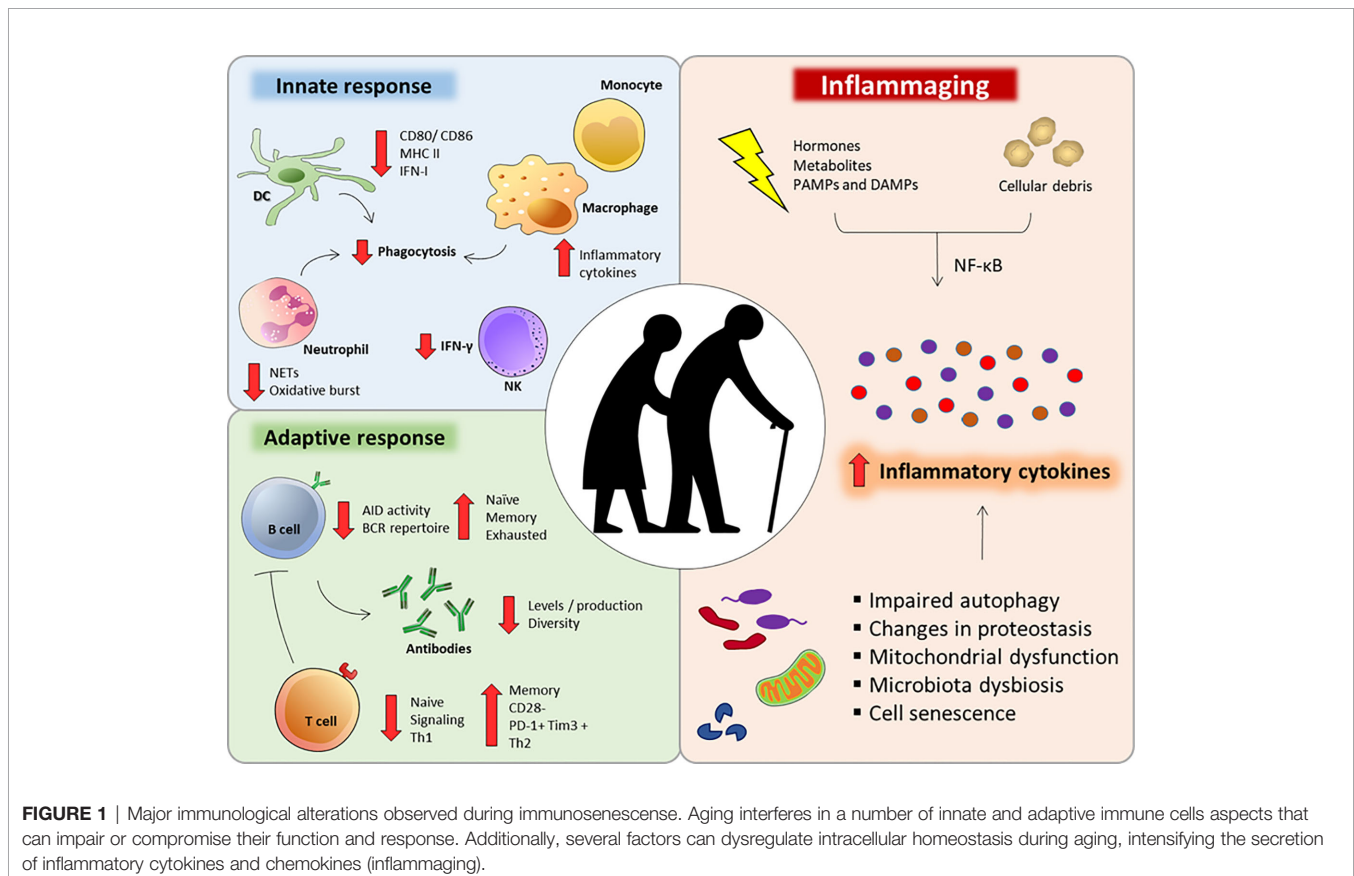 Innate response
Monocyte
CD80/ CD86
MHC II
IFN-I
DC
Macrophage
Phagocytosis
Inflammatory
cytokines
Neutrophil
IFN-γ
NK
NETs
Oxidative burst
Adaptive response
B cell
AID activity
BCR repertoire
Naïve
Memory
Exhausted
Levels / production
Diversity
Antibodies
T cell
Naive
Signaling
Th1
Memory
CD28-
PD-1+ Tim3 +
Th2
Inflammaging
Hormones
Metabolites
PAMPs and DAMPs
Cellular debris
NF-κB
Inflammatory cytokines
▪ Impaired autophagy
▪ Changes in proteostasis
▪ Mitochondrial dysfunction
▪ Microbiota dysbiosis
▪ Cell senescence
FIGURE 1 | Major immunological alterations observed during immunosenescense. Aging interferes in a number of innate and adaptive immune cells aspects that
can impair or compromise their function and response. Additionally, several factors can dysregulate intracellular homeostasis during aging, intensifying the secretion
of inflammatory cytokines and chemokines (inflammaging).